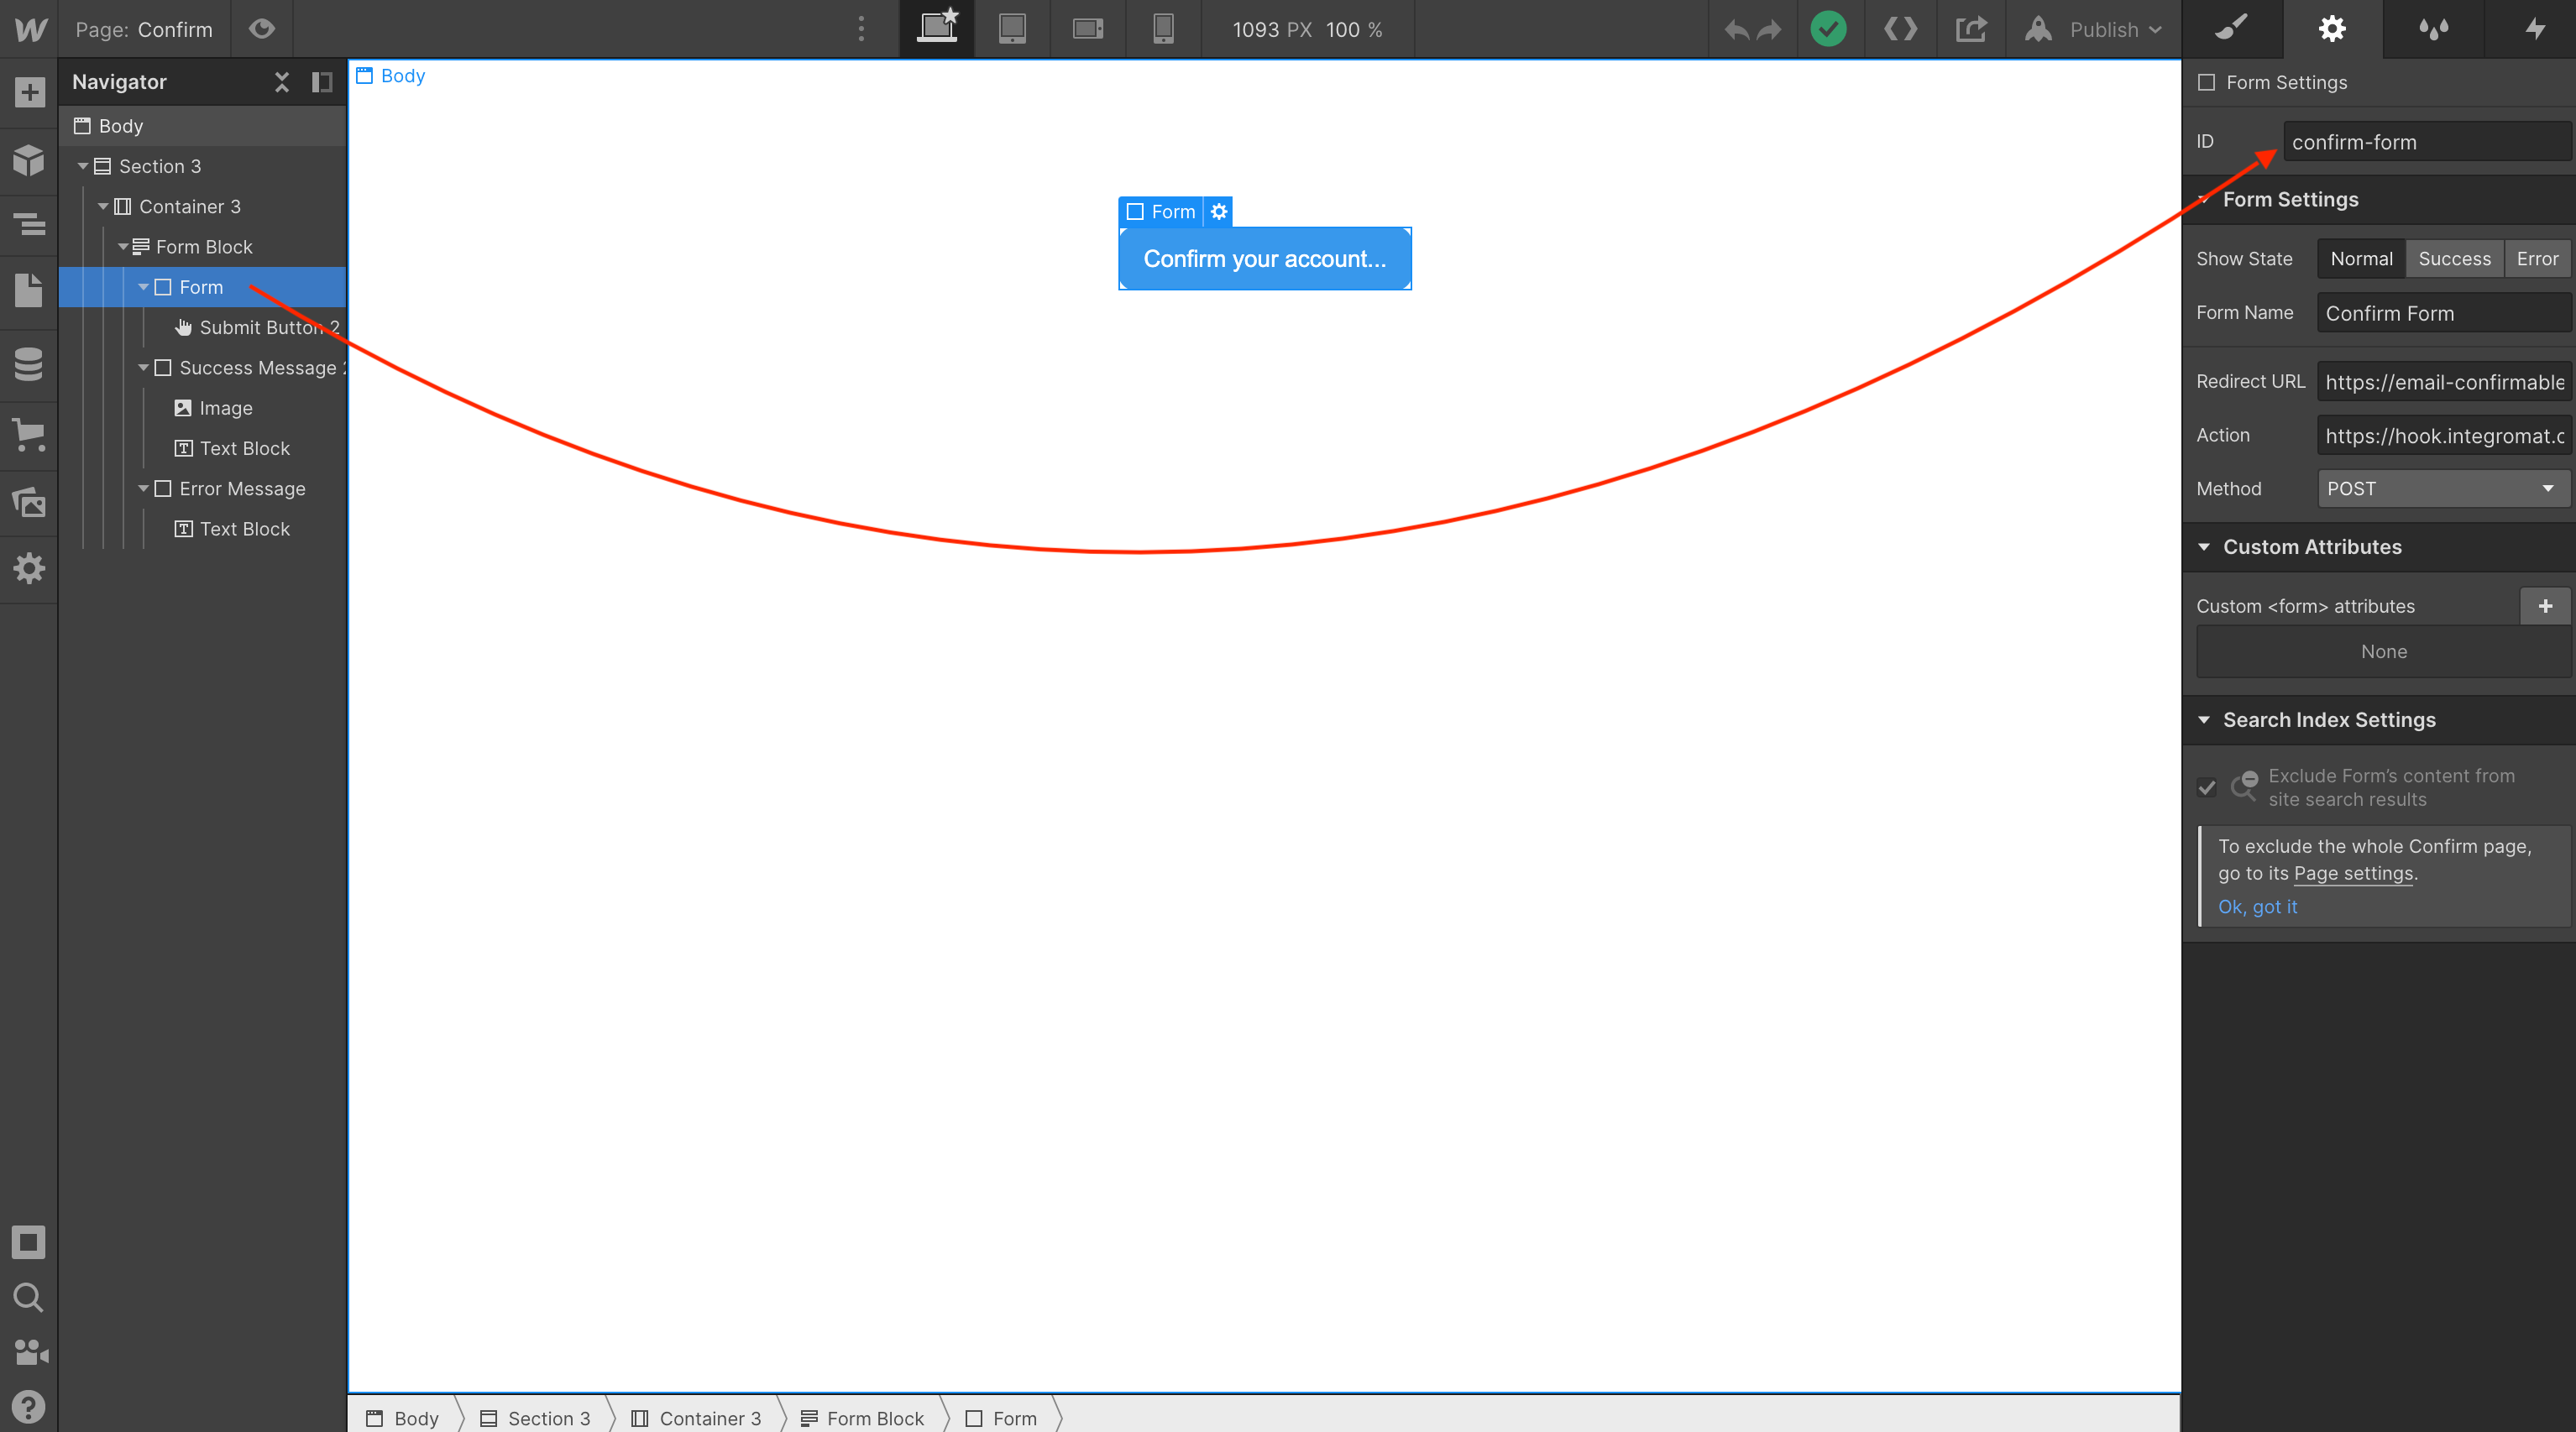 Page: Confirm
1093 PX 100 %
Publish
Navigator
Body
Section 3
Container 3
Form Block
Form
Submit Button 2
Success Message
Image
Text Block
Error Message
Text Block
Body
Form
Confirm your account...
Form Settings
ID confirm-form
Form Settings
Show State Normal Success Error
Form Name Confirm Form
Redirect URL https://email-confirmable
Action https://hook.integromat.c
Method POST
Custom Attributes
Custom <form> attributes +
None
Search Index Settings
Exclude Form’s content from
site search results
To exclude the whole Confirm page,
go to its Page settings.
Ok, got it
Body Section 3 Container 3 Form Block Form